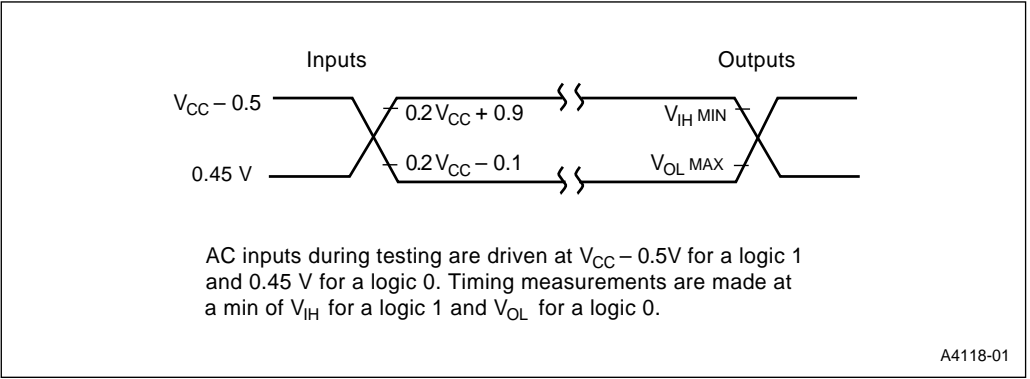 Inputs
Outputs
V_CC – 0.5
0.2 V_CC + 0.9
V_IH MIN
0.45 V
0.2 V_CC – 0.1
V_OL MAX
AC inputs during testing are driven at V_CC – 0.5V for a logic 1
and 0.45 V for a logic 0. Timing measurements are made at
a min of V_IH for a logic 1 and V_OL for a logic 0.
A4118-01